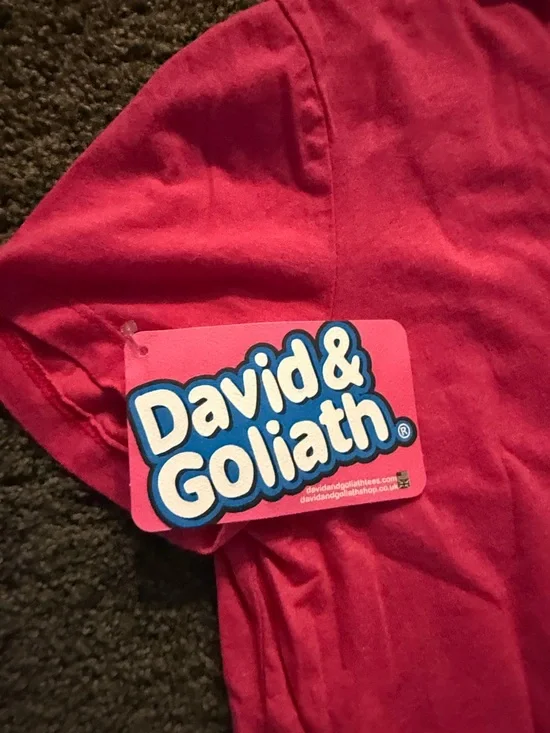 David &
Goliath®
davidandgoliathtees.com
davidandgoliathshop.co.uk